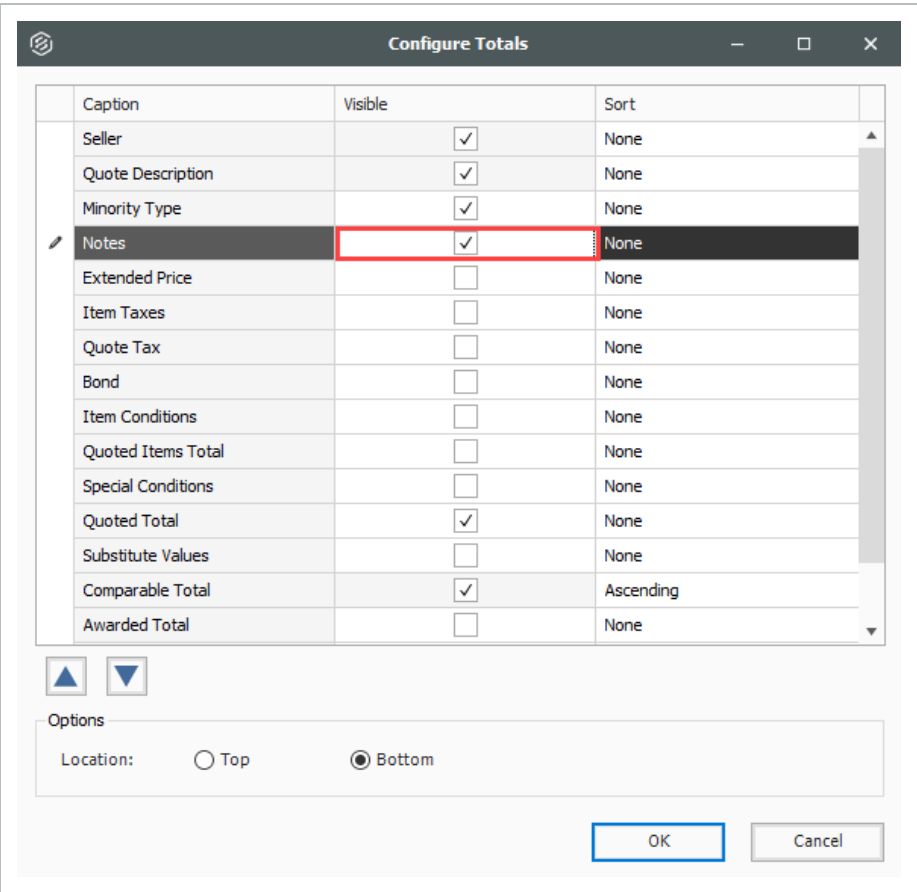 Configure Totals
Caption Visible Sort
Seller None
Quote Description None
Minority Type None
Notes None
Extended Price None
Item Taxes None
Quote Tax None
Bond None
Item Conditions None
Quoted Items Total None
Special Conditions None
Quoted Total None
Substitute Values None
Comparable Total Ascending
Awarded Total None
Options
Location: Top Bottom
OK Cancel